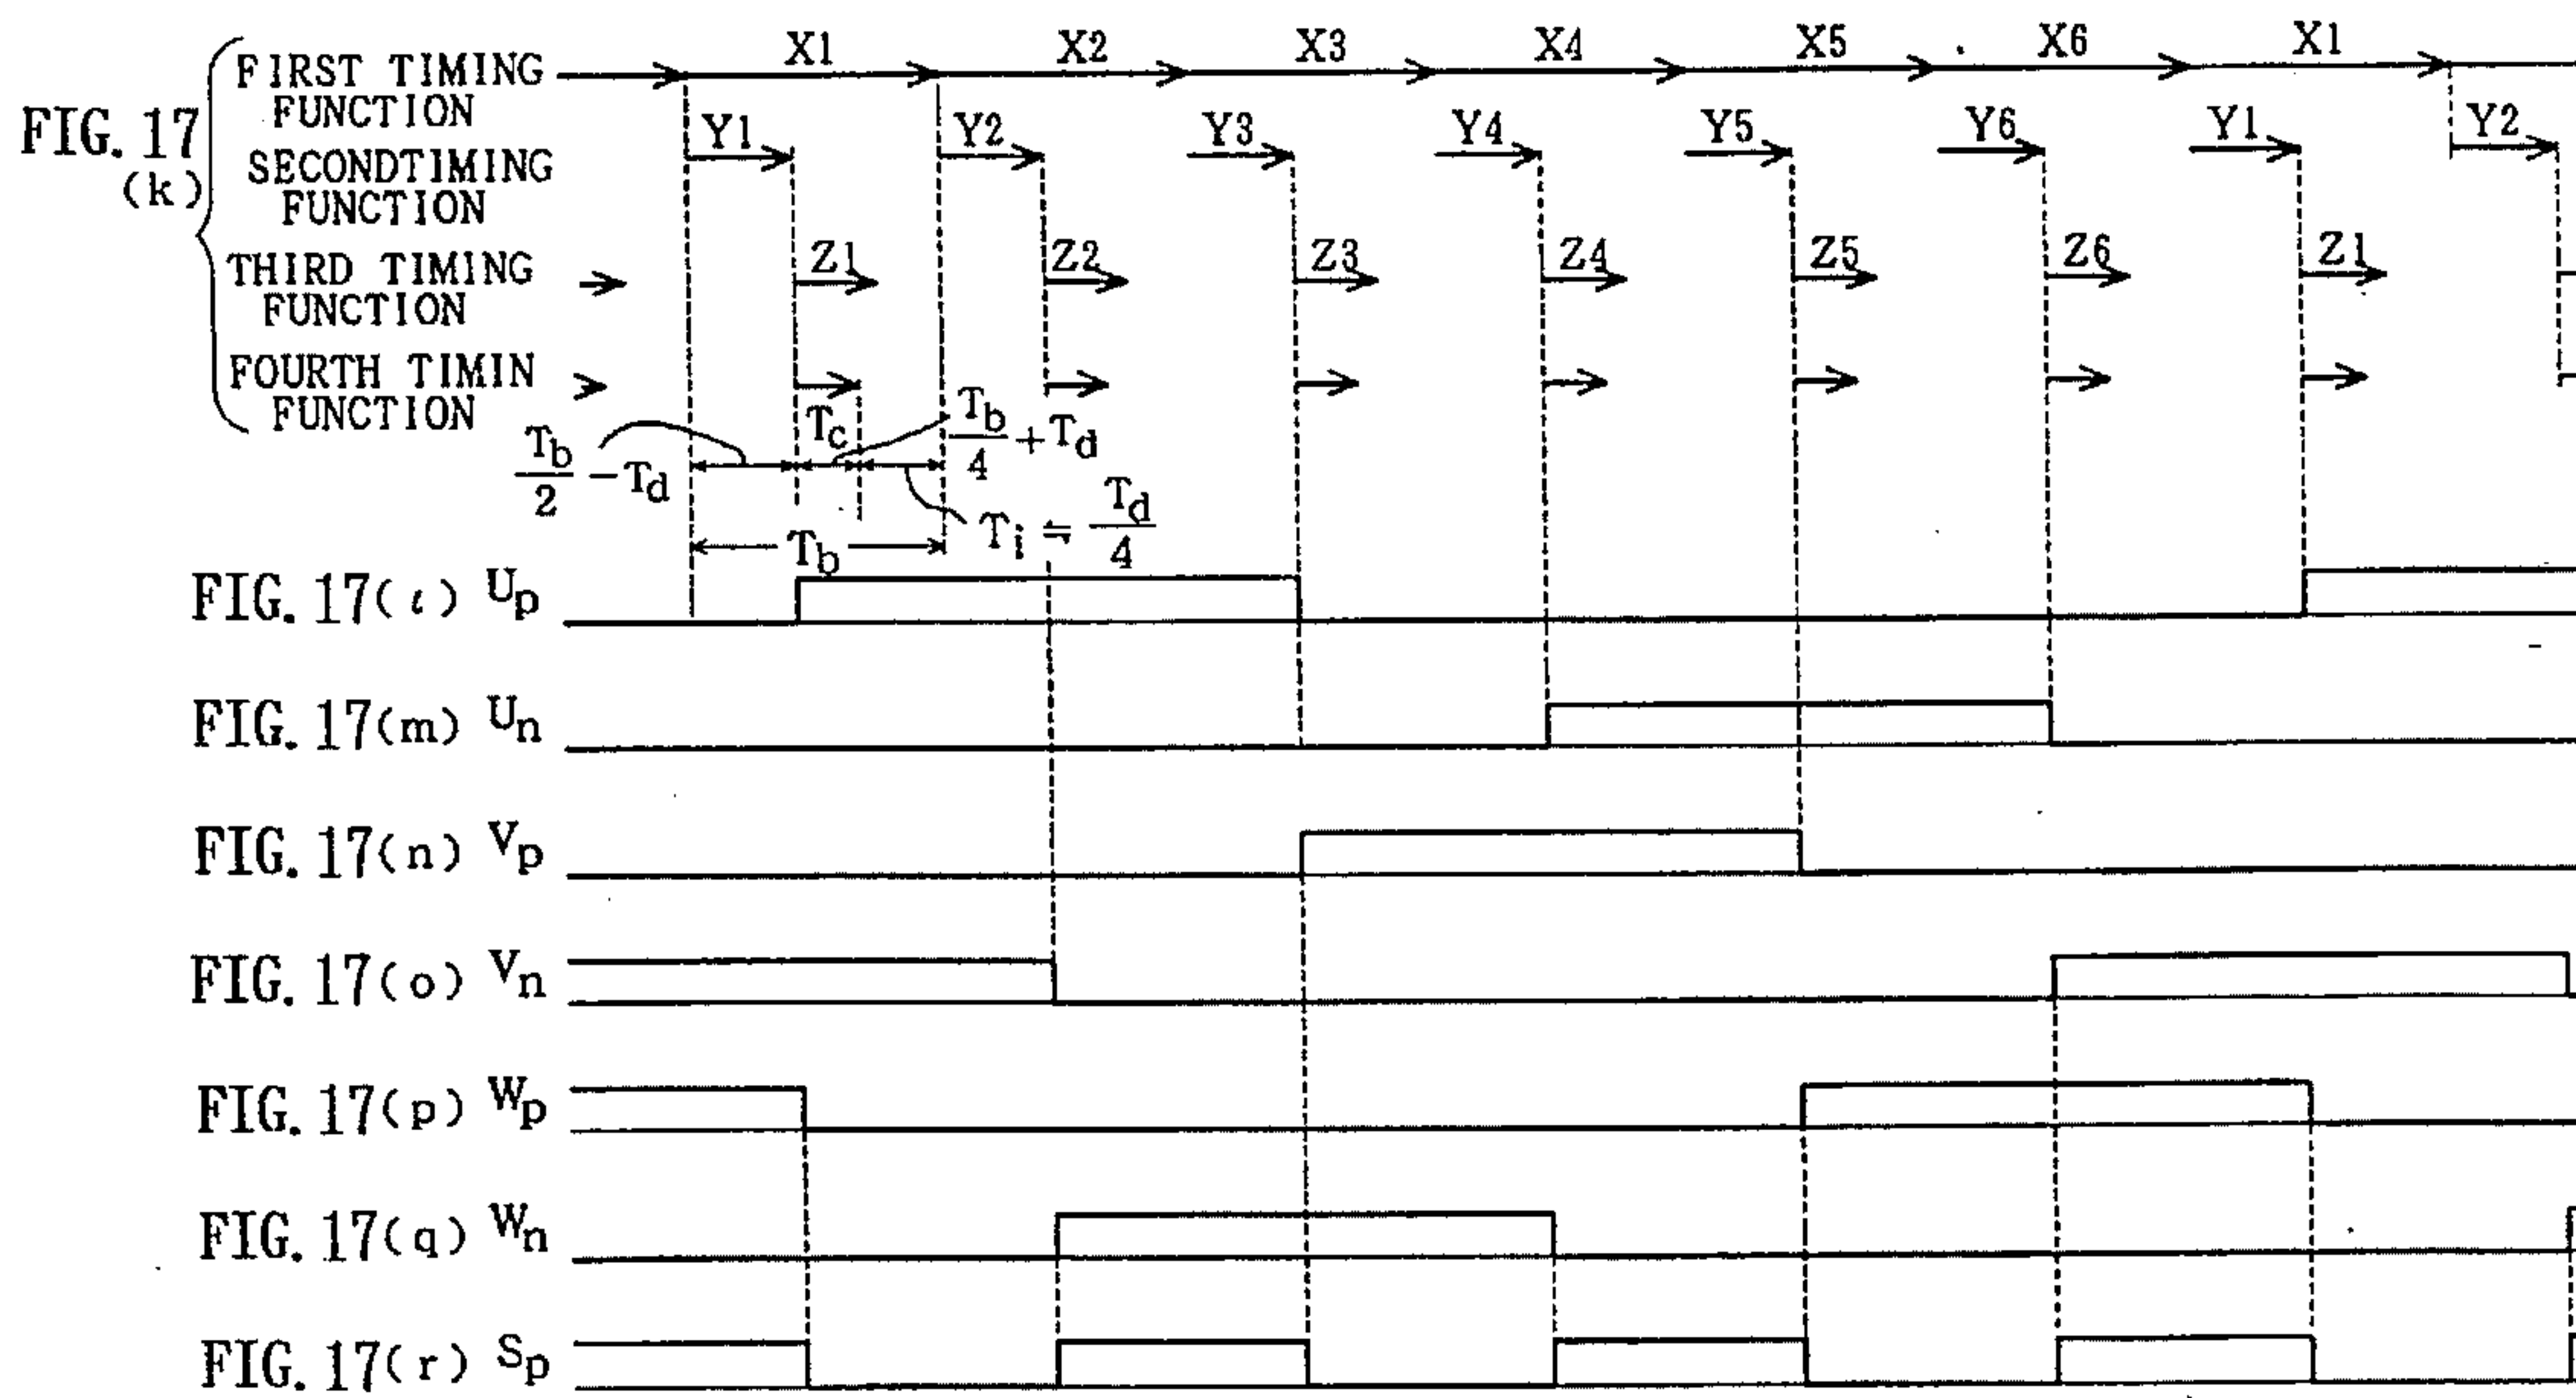 FIG. 17
(k)
FIRST TIMING
FUNCTION
X1 X2 X3 X4 X5 X6 X1
SECONDTIMING
FUNCTION
Y1 Y2 Y3 Y4 Y5 Y6 Y1 Y2
THIRD TIMING
FUNCTION
Z1 Z2 Z3 Z4 Z5 Z6 Z1
FOURTH TIMIN
FUNCTION
Tb/2 − Td
Tc
Tb/4 + Td
Ti ≒ Td/4
Tb
FIG. 17(ℓ) Up
FIG. 17(m) Un
FIG. 17(n) Vp
FIG. 17(o) Vn
FIG. 17(p) Wp
FIG. 17(q) Wn
FIG. 17(r) Sp